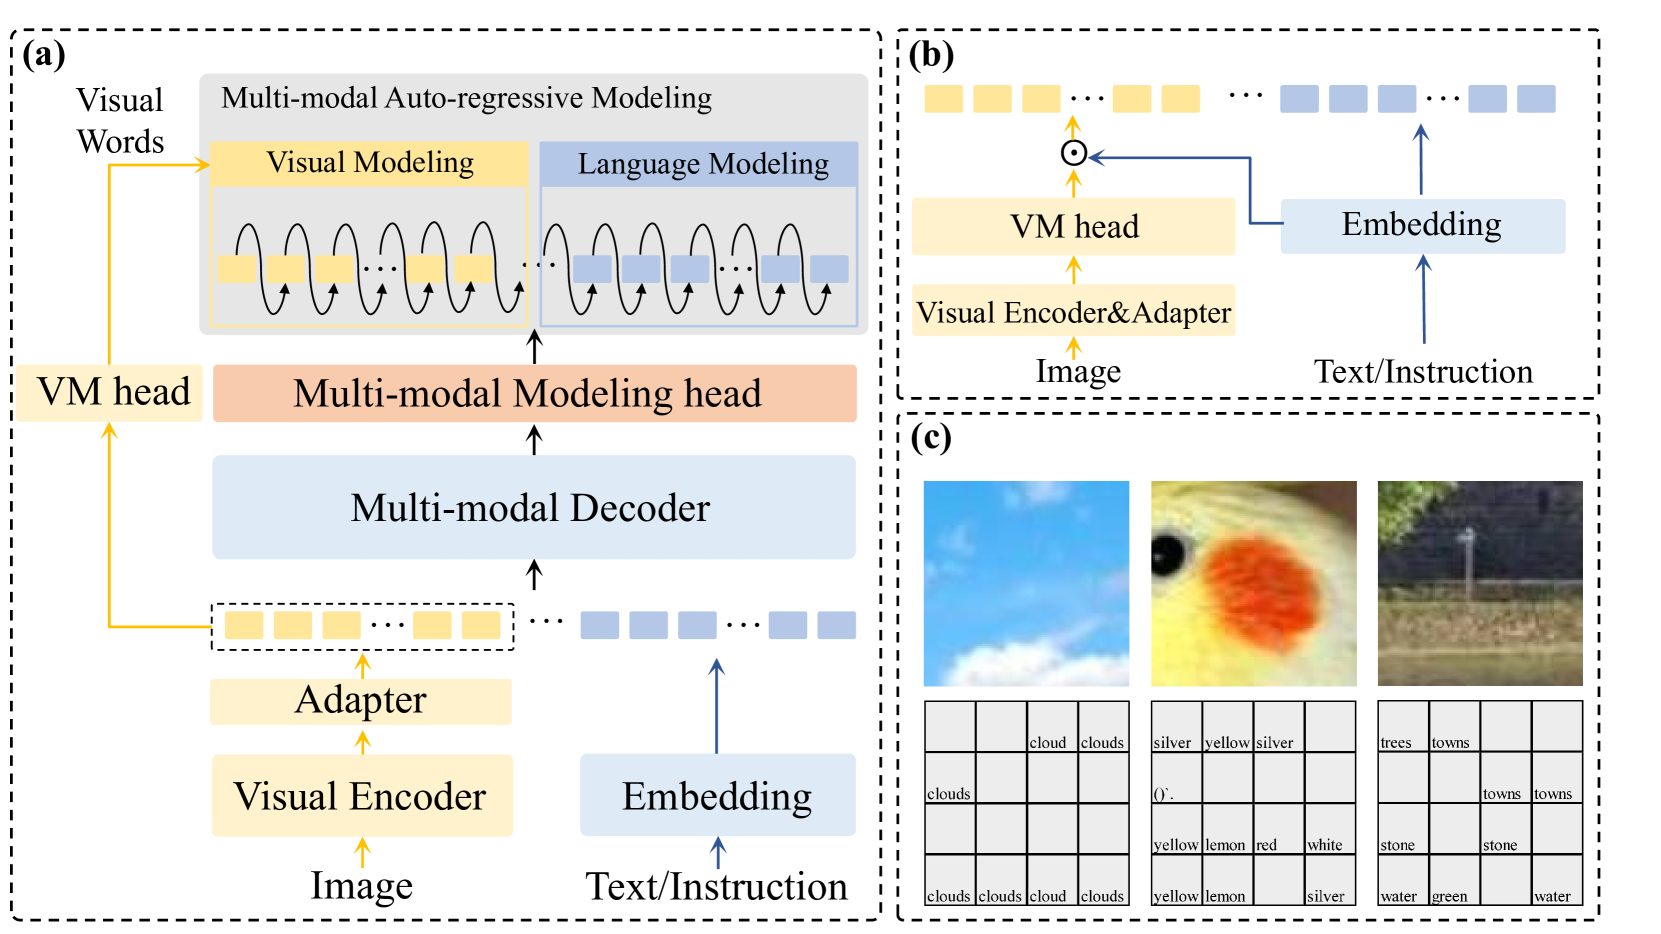 (a)
Visual
Words
Multi-modal Auto-regressive Modeling
Visual Modeling
Language Modeling
VM head
Multi-modal Modeling head
Multi-modal Decoder
Adapter
Visual Encoder
Embedding
Image
Text/Instruction
(b)
VM head
Embedding
Visual Encoder&Adapter
Image
Text/Instruction
(c)
cloud clouds
clouds
clouds clouds cloud clouds
silver yellow silver
()`.
yellow lemon red white
yellow lemon silver
trees towns
towns towns
stone stone
water green water